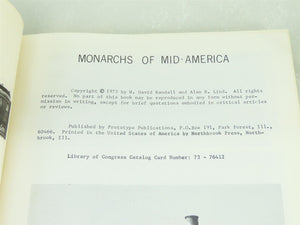 MONARCHS OF MID-AMERICA
Copyright © 1973 by W. David Randall and Alan R. Lind. All rights
reserved. No part of this book may be reproduced in any form without per-
mission in writing, except for brief quotations embodied in critical articles
or reviews.
Published by Prototype Publications, P.O.Box 191, Park Forest, Ill.,
60466. Printed in the United States of America by Northbrook Press, North-
brook, Ill.
Library of Congress Catalog Card Number: 73 - 76412